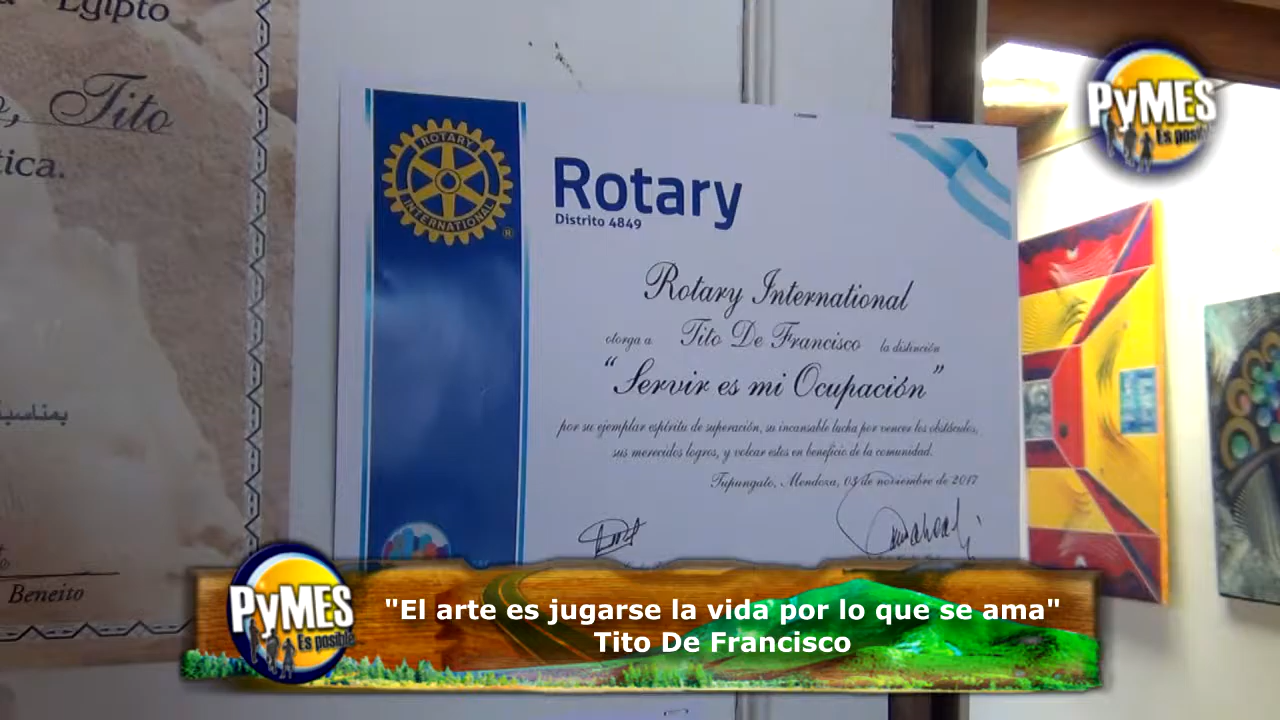 Egipto
Tito
tica.
بمناسبة
Beneito
ROTARY
INTERNATIONAL
®
Rotary
Distrito 4849
Rotary International
otorga a Tito De Francisco la distinción
“Servir es mi Ocupación”
por su ejemplar espíritu de superación, su incansable lucha por vencer los obstáculos,
sus merecidos logros, y volcar estos en beneficio de la comunidad.
Tupungato, Mendoza, 03 de noviembre de 2017
PyMES
Es posible
PyMES
Es posible
"El arte es jugarse la vida por lo que se ama"
Tito De Francisco